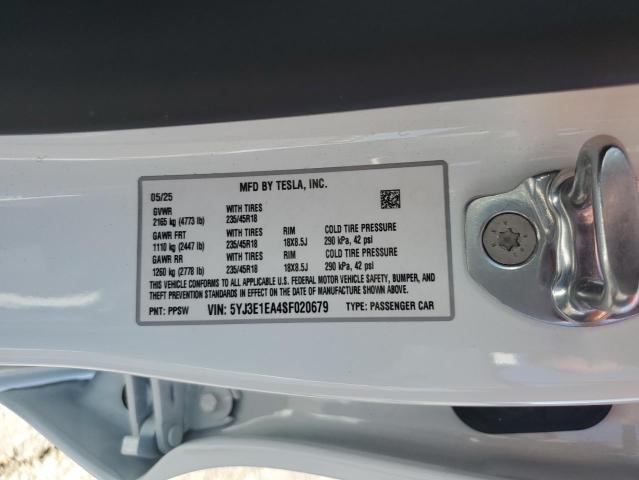 MFD BY TESLA, INC.
05/25
GVWR WITH TIRES
2165 kg (4773 lb) 235/45R18
GAWR FRT WITH TIRES RIM COLD TIRE PRESSURE
1110 kg (2447 lb) 235/45R18 18X8.5J 290 kPa, 42 psi
GAWR RR WITH TIRES RIM COLD TIRE PRESSURE
1260 kg (2778 lb) 235/45R18 18X8.5J 290 kPa, 42 psi
THIS VEHICLE CONFORMS TO ALL APPLICABLE U.S. FEDERAL MOTOR VEHICLE SAFETY, BUMPER, AND
THEFT PREVENTION STANDARDS IN EFFECT ON THE DATE OF MANUFACTURE SHOWN ABOVE.
PNT: PPSW VIN: 5YJ3E1EA4SF020679 TYPE: PASSENGER CAR